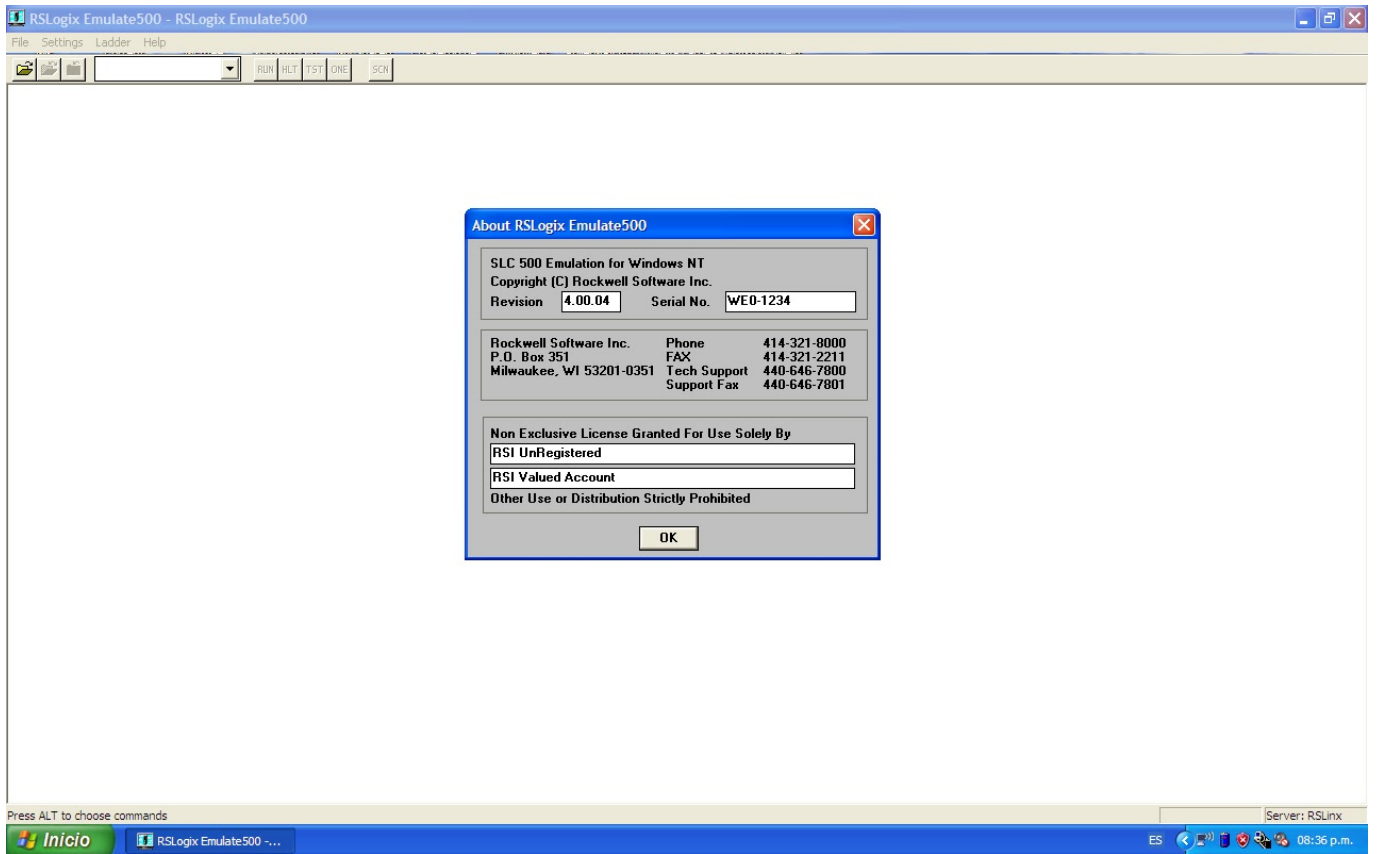 RSLogix Emulate500 - RSLogix Emulate500
File Settings Ladder Help
RUN HLT TST ONE SCN
About RSLogix Emulate500
SLC 500 Emulation for Windows NT
Copyright (C) Rockwell Software Inc.
Revision 4.00.04 Serial No. WE0-1234
Rockwell Software Inc. Phone 414-321-8000
P.O. Box 351 FAX 414-321-2211
Milwaukee, WI 53201-0351 Tech Support 440-646-7800
Support Fax 440-646-7801
Non Exclusive License Granted For Use Solely By
RSI UnRegistered
RSI Valued Account
Other Use or Distribution Strictly Prohibited
OK
Press ALT to choose commands Server: RSLinx
Inicio RSLogix Emulate500 -... ES 08:36 p.m.